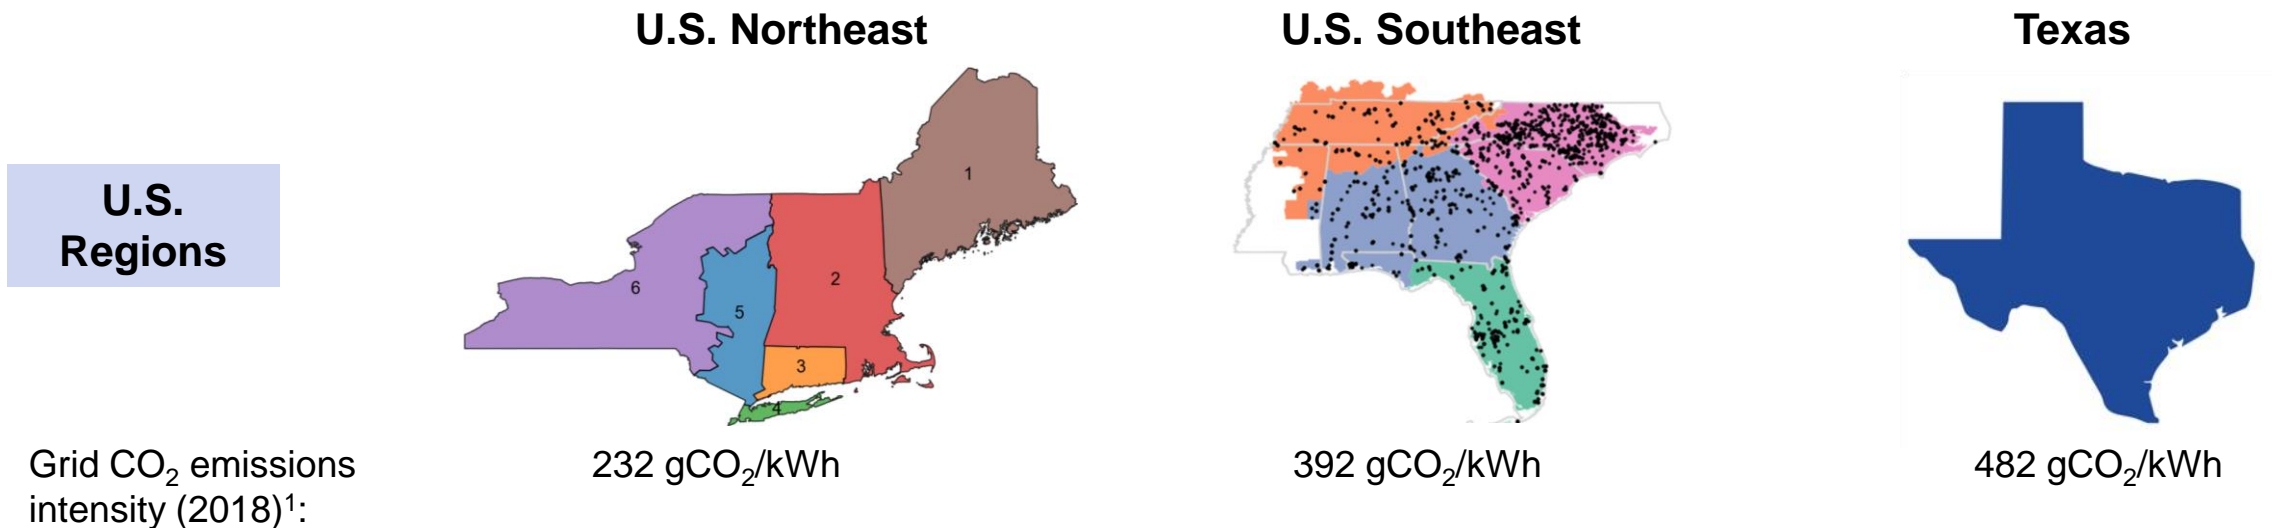 U.S. Northeast
U.S. Southeast
Texas
U.S.
Regions
1
2
3
4
5
6
Grid CO₂ emissions
intensity (2018)¹:
232 gCO₂/kWh
392 gCO₂/kWh
482 gCO₂/kWh